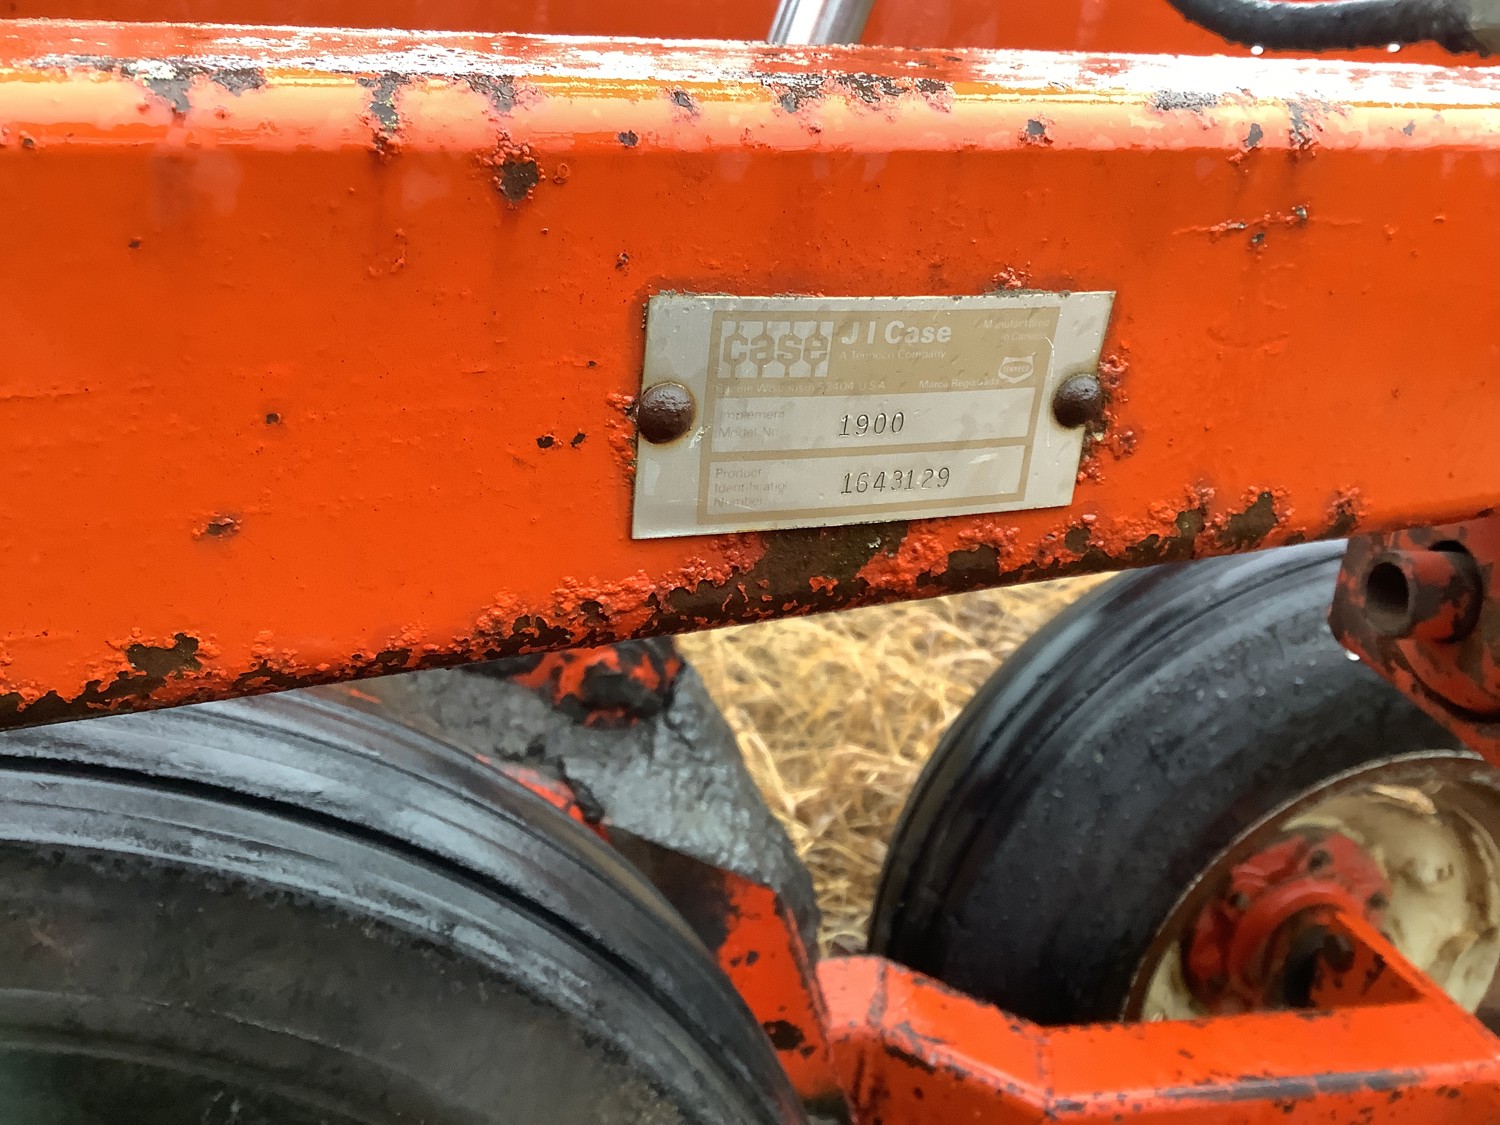 case
J I Case
A Tenneco Company
Manufactured
in Canada
TENNECO
Racine Wisconsin 53404 U.S.A.
Marca Registrada
Implement
Model No.
1900
Product
Identification
Number
1643129